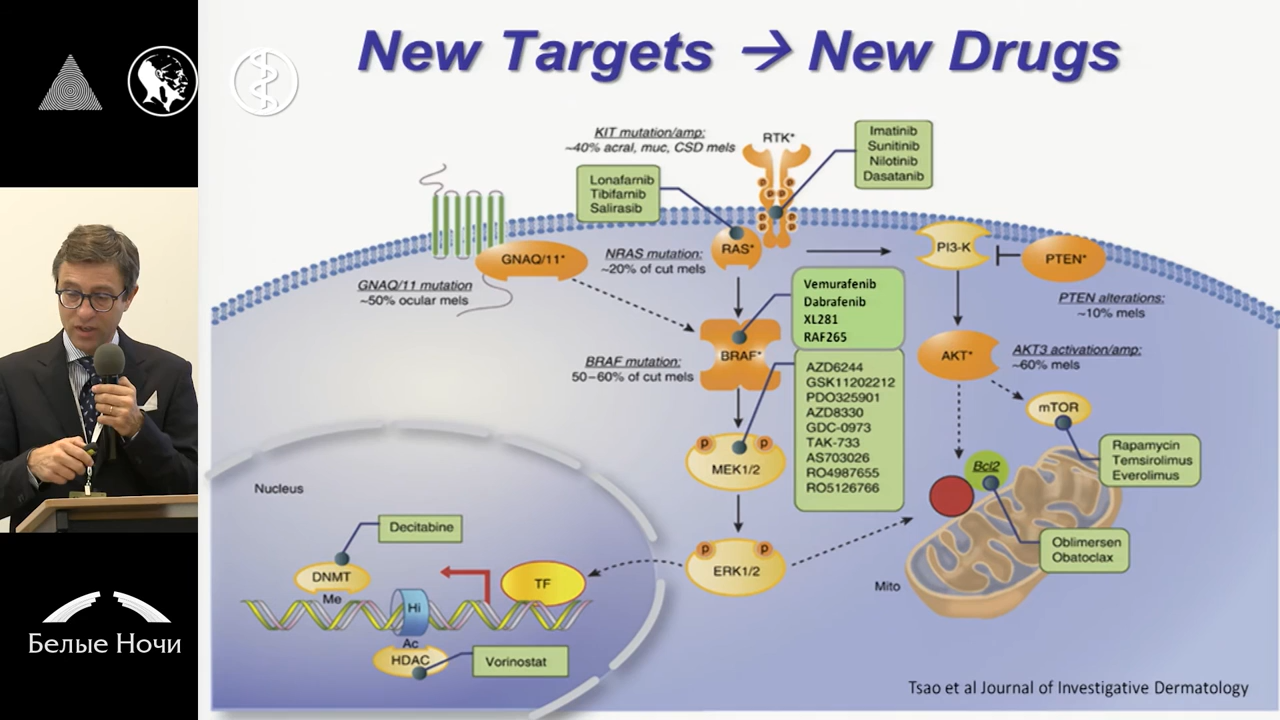 New Targets → New Drugs
KIT mutation/amp:
~40% acral, muc, CSD mels
RTK*
Imatinib
Sunitinib
Nilotinib
Dasatanib
Lonafarnib
Tibifarnib
Salirasib
P
P
P
P
P
GNAQ/11*
GNAQ/11 mutation
~50% ocular mels
NRAS mutation:
~20% of cut mels
RAS*
PI3-K
PTEN*
PTEN alterations:
~10% mels
Vemurafenib
Dabrafenib
XL281
RAF265
BRAF mutation:
50–60% of cut mels
BRAF*
AKT*
AKT3 activation/amp:
~60% mels
AZD6244
GSK11202212
PDO325901
AZD8330
GDC-0973
TAK-733
AS703026
RO4987655
RO5126766
mTOR
Rapamycin
Temsirolimus
Everolimus
P
P
MEK1/2
Bcl2
Oblimersen
Obatoclax
Mito
P
P
ERK1/2
Nucleus
Decitabine
DNMT
Me
Hi
TF
Ac
HDAC
Vorinostat
Tsao et al Journal of Investigative Dermatology
Белые Ночи